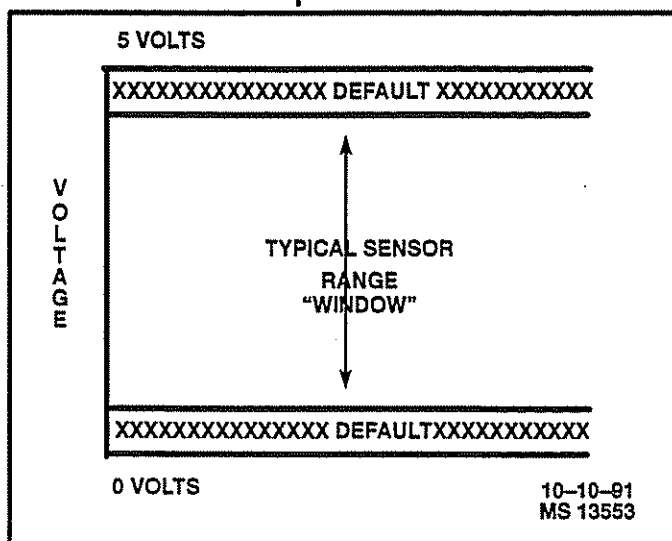 5 VOLTS
XXXXXXXXXXXXXXX DEFAULT XXXXXXXXXXX
VOLTAGE
TYPICAL SENSOR
RANGE
“WINDOW”
XXXXXXXXXXXXXXX DEFAULTXXXXXXXXXXX
0 VOLTS
10–10–91
MS 13553